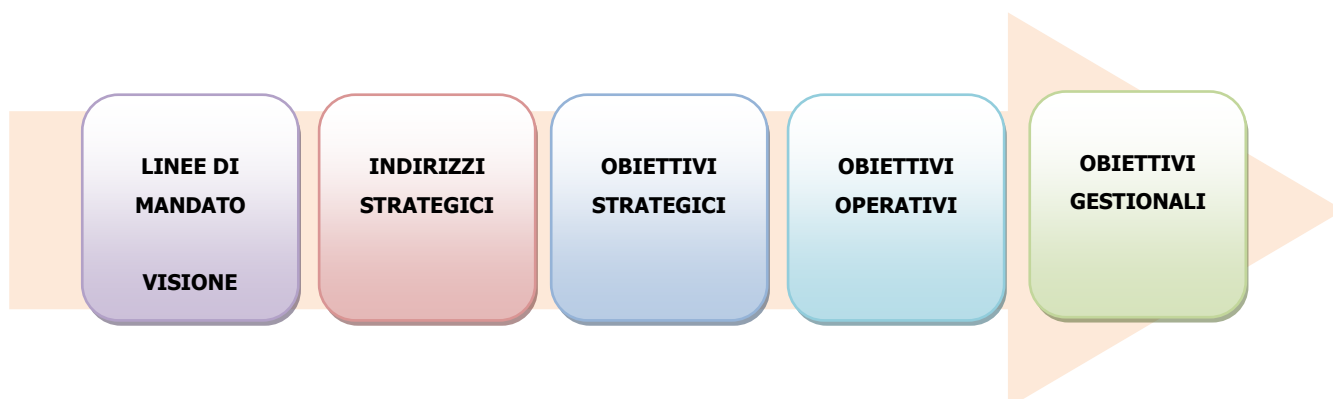 LINEE DI
MANDATO
VISIONE
INDIRIZZI
STRATEGICI
OBIETTIVI
STRATEGICI
OBIETTIVI
OPERATIVI
OBIETTIVI
GESTIONALI